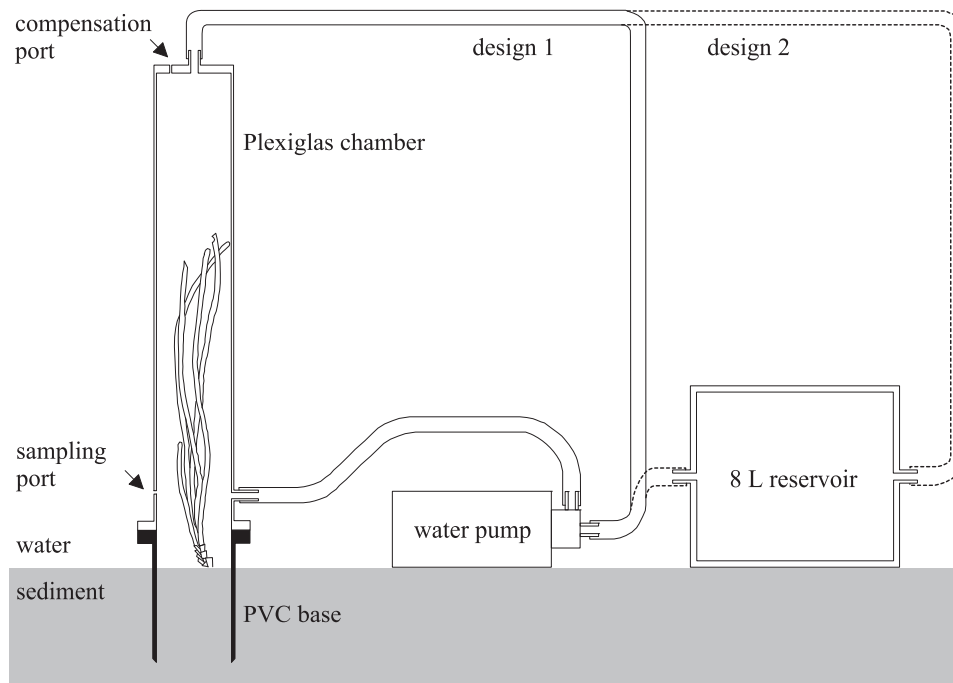 compensation
port
design 1
design 2
Plexiglas chamber
sampling
port
8 L reservoir
water pump
water
sediment
PVC base